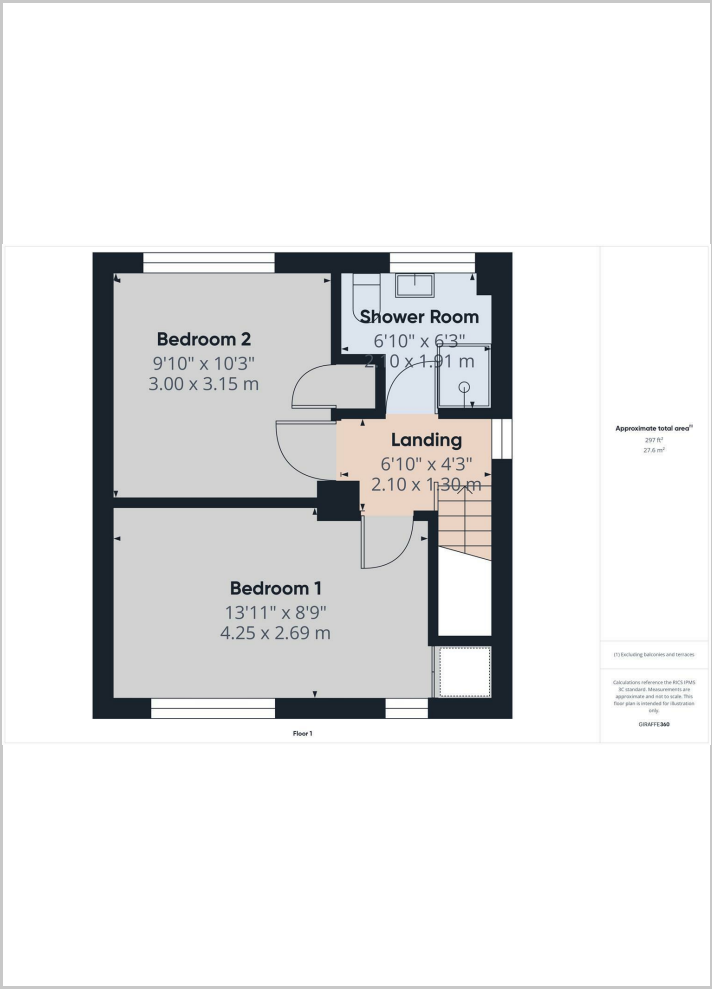 Bedroom 2
9'10" x 10'3"
3.00 x 3.15 m
Shower Room
6'10" x 6'3"
2.10 x 1.91 m
Landing
6'10" x 4'3"
2.10 x 1.30 m
Bedroom 1
13'11" x 8'9"
4.25 x 2.69 m
Floor 1
Approximate total area⁽¹⁾
297 ft²
27.6 m²
(1) Excluding balconies and terraces
Calculations reference the RICS IPMS
3C standard. Measurements are
approximate and not to scale. This
floor plan is intended for illustration
only.
GIRAFFE360